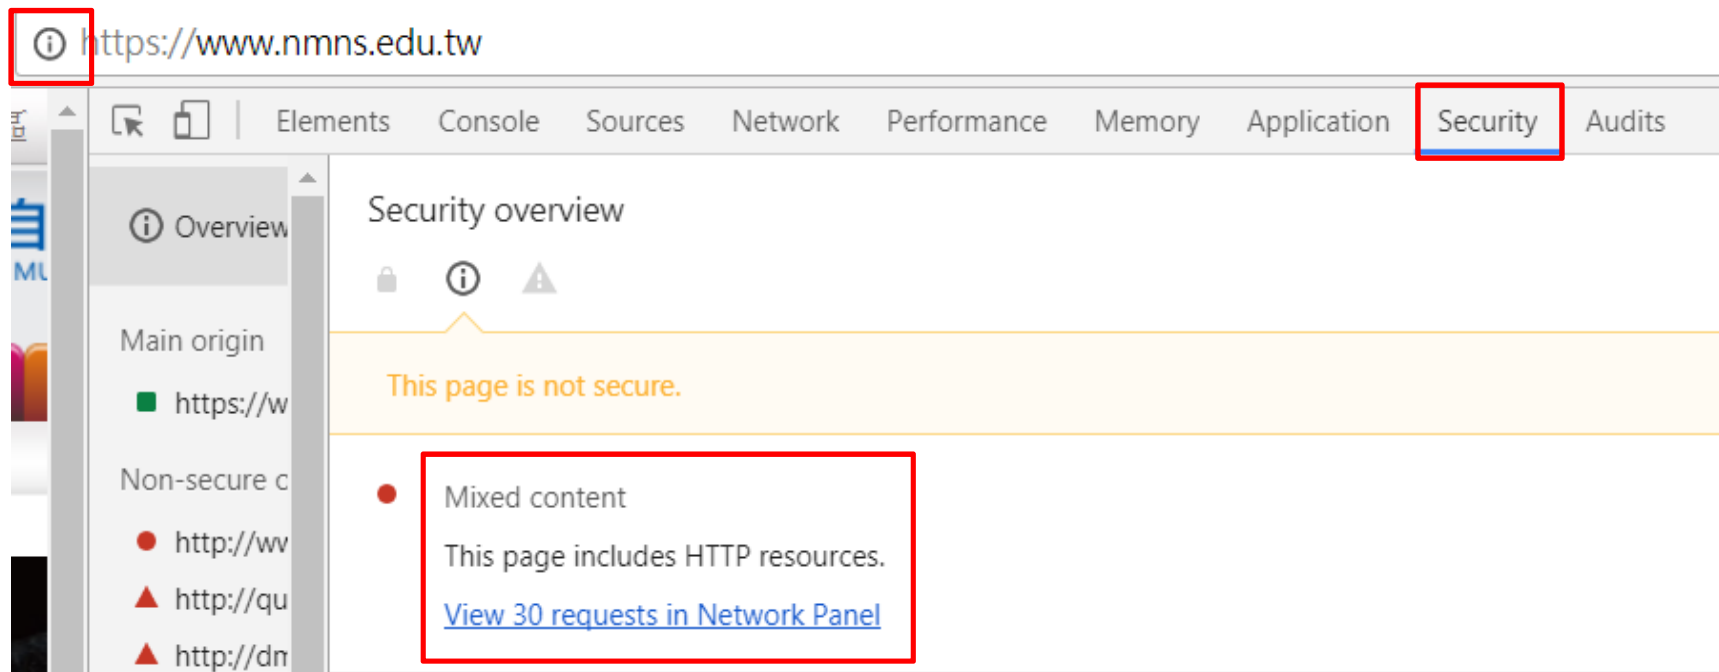 https://www.nmns.edu.tw
Elements Console Sources Network Performance Memory Application Security Audits
自
MU
Overview
Security overview
This page is not secure.
Main origin
https://w
Non-secure
http://
http://qu
http://
Mixed content
This page includes HTTP resources.
View 30 requests in Network Panel